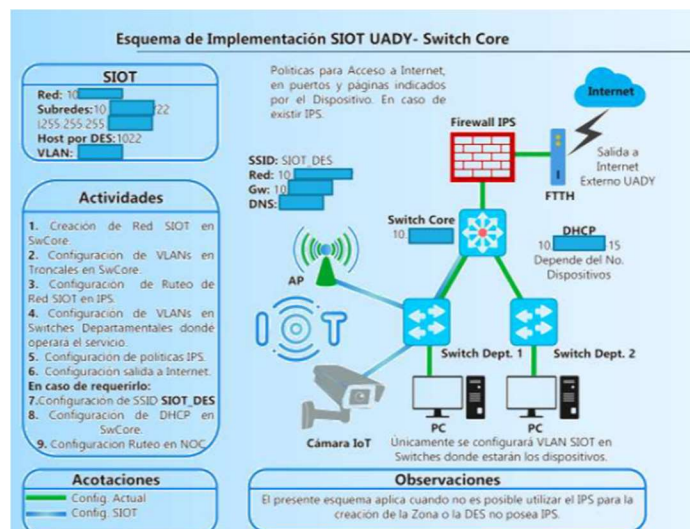 Esquema de Implementación SIOT UADY- Switch Core
SIOT
Red: 10
Subredes:10 /22
(255.255.255
Host por DES:1022
VLAN:
Actividades
1. Creación de Red SIOT en
SwCore.
2. Configuración de VLANs en
Troncales en SwCore.
3. Configuración de Ruteo de
Red SIOT en IPS.
4. Configuración de VLANs en
Switches Departamentales donde
operará el servicio.
5. Configuración de políticas IPS.
6. Configuración salida a Internet.
En caso de requerirlo:
7.Configuración de SSID SIOT_DES
8. Configuración de DHCP en
SwCore.
9. Configuración Ruteo en NOC.
Acotaciones
Config. Actual
Config. SIOT
Políticas para Acceso a Internet,
en puertos y páginas indicados
por el Dispositivo. En caso de
existir IPS.
SSID: SIOT_DES
Red: 10
Gw: 10
DNS:
Firewall IPS
Internet
Salida a
Internet
Externo UADY
FTTH
Switch Core
10.
DHCP
10 15
Depende del No.
Dispositivos
AP
IOT
Switch Dept. 1
Switch Dept. 2
Cámara IoT
PC
PC
Únicamente se configurará VLAN SIOT en
Switches donde estarán los dispositivos.
Observaciones
El presente esquema aplica cuando no es posible utilizar el IPS para la
creación de la Zona o la DES no posea IPS.